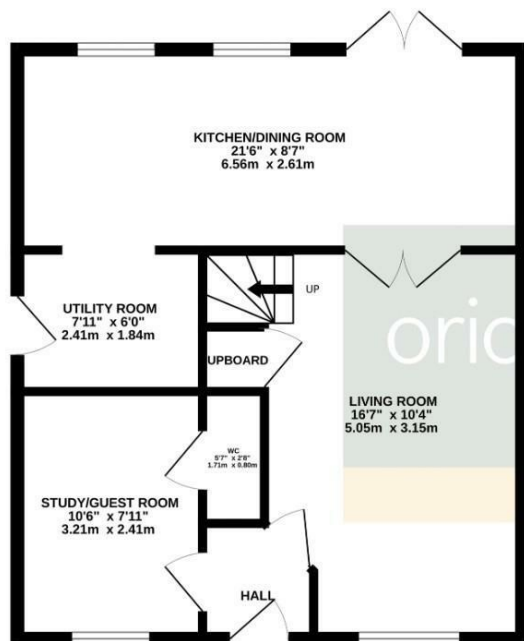 KITCHEN/DINING ROOM
21'6" x 8'7"
6.56m x 2.61m
UP
UTILITY ROOM
7'11" x 6'0"
2.41m x 1.84m
UPBOARD
oric
LIVING ROOM
16'7" x 10'4"
5.05m x 3.15m
WC
5'7" x 2'8"
1.71m x 0.80m
STUDY/GUEST ROOM
10'6" x 7'11"
3.21m x 2.41m
HALL